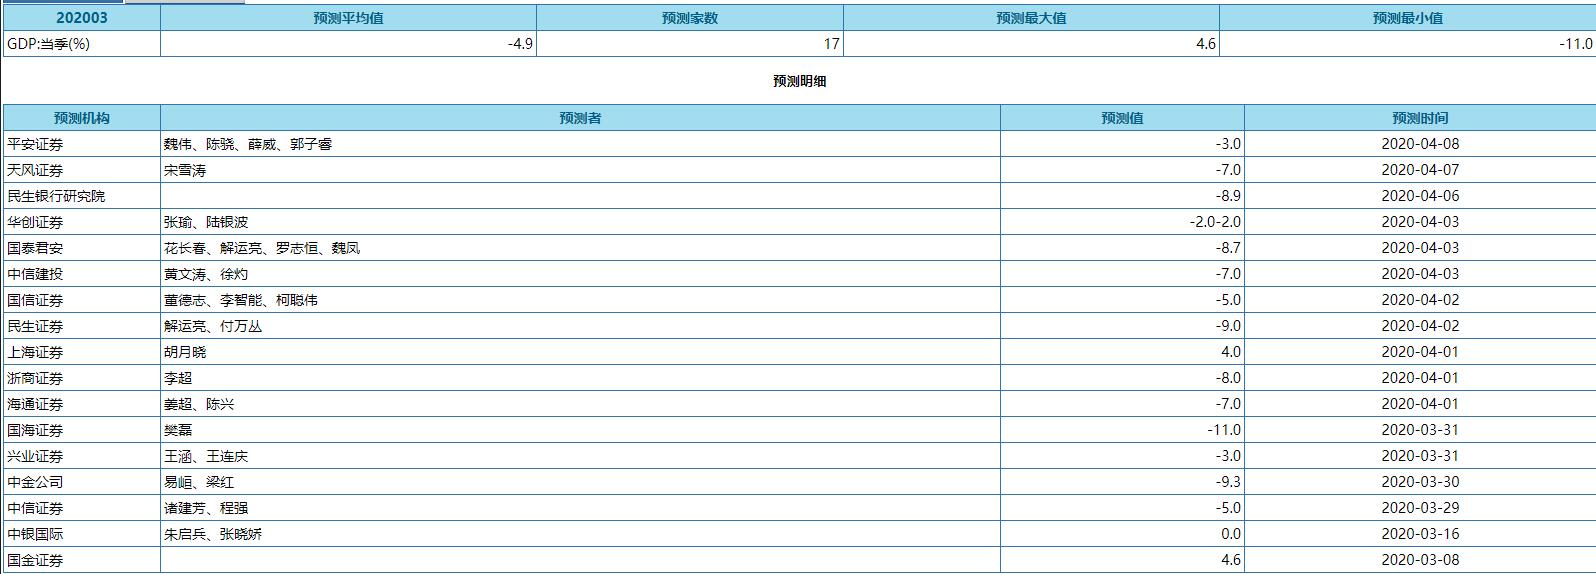 202003 预测平均值 预测家数 预测最大值 预测最小值
GDP:当季(%) -4.9 17 4.6 -11.0
预测明细
预测机构 预测者 预测值 预测时间
平安证券 魏伟、陈骁、薛威、郭子睿 -3.0 2020-04-08
天风证券 宋雪涛 -7.0 2020-04-07
民生银行研究院 -8.9 2020-04-06
华创证券 张瑜、陆银波 -2.0-2.0 2020-04-03
国泰君安 花长春、解运亮、罗志恒、魏凤 -8.7 2020-04-03
中信建投 黄文涛、徐灼 -7.0 2020-04-03
国信证券 董德志、李智能、柯聪伟 -5.0 2020-04-02
民生证券 解运亮、付万丛 -9.0 2020-04-02
上海证券 胡月晓 4.0 2020-04-01
浙商证券 李超 -8.0 2020-04-01
海通证券 姜超、陈兴 -7.0 2020-04-01
国海证券 樊磊 -11.0 2020-03-31
兴业证券 王涵、王连庆 -3.0 2020-03-31
中金公司 易峘、梁红 -9.3 2020-03-30
中信证券 诸建芳、程强 -5.0 2020-03-29
中银国际 朱启兵、张晓娇 0.0 2020-03-16
国金证券 4.6 2020-03-08